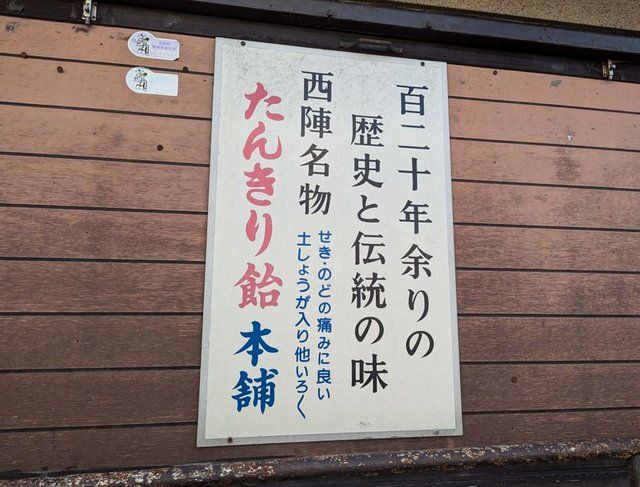 百二十年余りの
歴史と伝統の味
西陣名物
せき・のどの痛みに良い
土しょうが入り他いろ〱
たんきり飴本舗